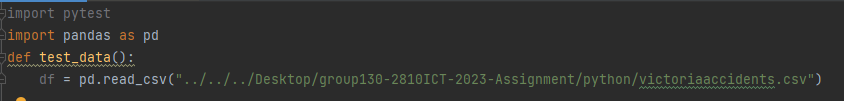 import pytest
import pandas as pd
def test_data():
    df = pd.read_csv("../../../Desktop/group130-2810ICT-2023-Assignment/python/victoriaaccidents.csv")